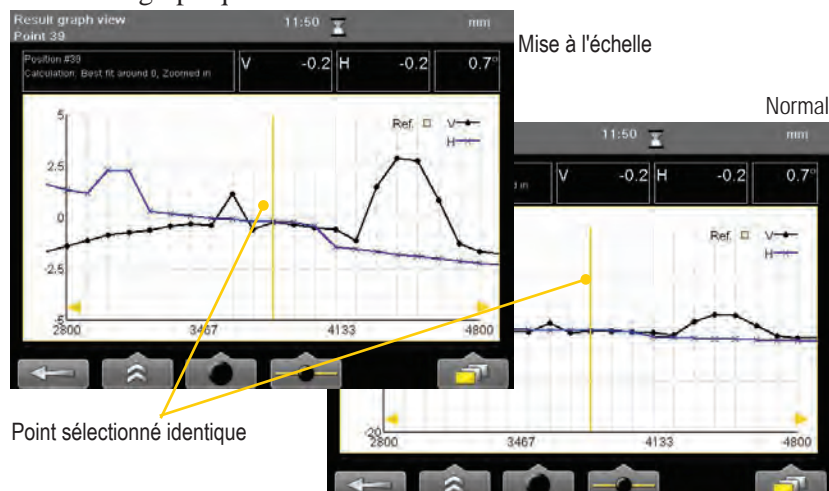 Result graph view
Point 39
11:50
mm
Mise à l'échelle
Position #39
Calculation: Best fit around 0, Zoomed in
V -0.2 H -0.2 0.7°
Ref. V
H
5
2.5
0
-2.5
-5
2800 3467 4133 4800
Point sélectionné identique
Normal
11:50
mm
d in
V -0.2 H -0.2 0.7°
Ref. V
H
-20
2800 3467 4133 4800